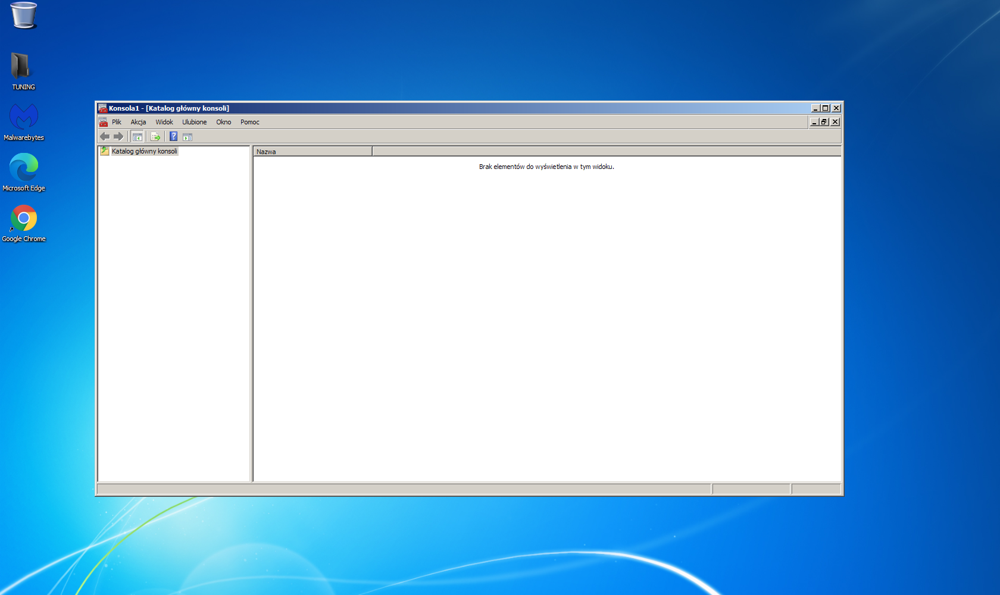 TUNING
Malwarebytes
Microsoft Edge
Google Chrome
Konsola1 - [Katalog główny konsoli]
Plik Akcja Widok Ulubione Okno Pomoc
Katalog główny konsoli
Nazwa
Brak elementów do wyświetlenia w tym widoku.